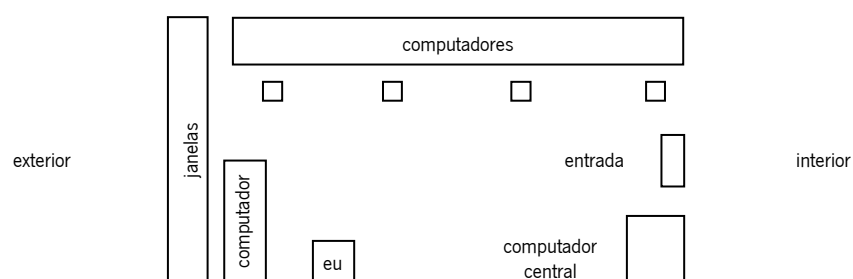 computadores
janelas
exterior
entrada
interior
computador
eu
computador
central